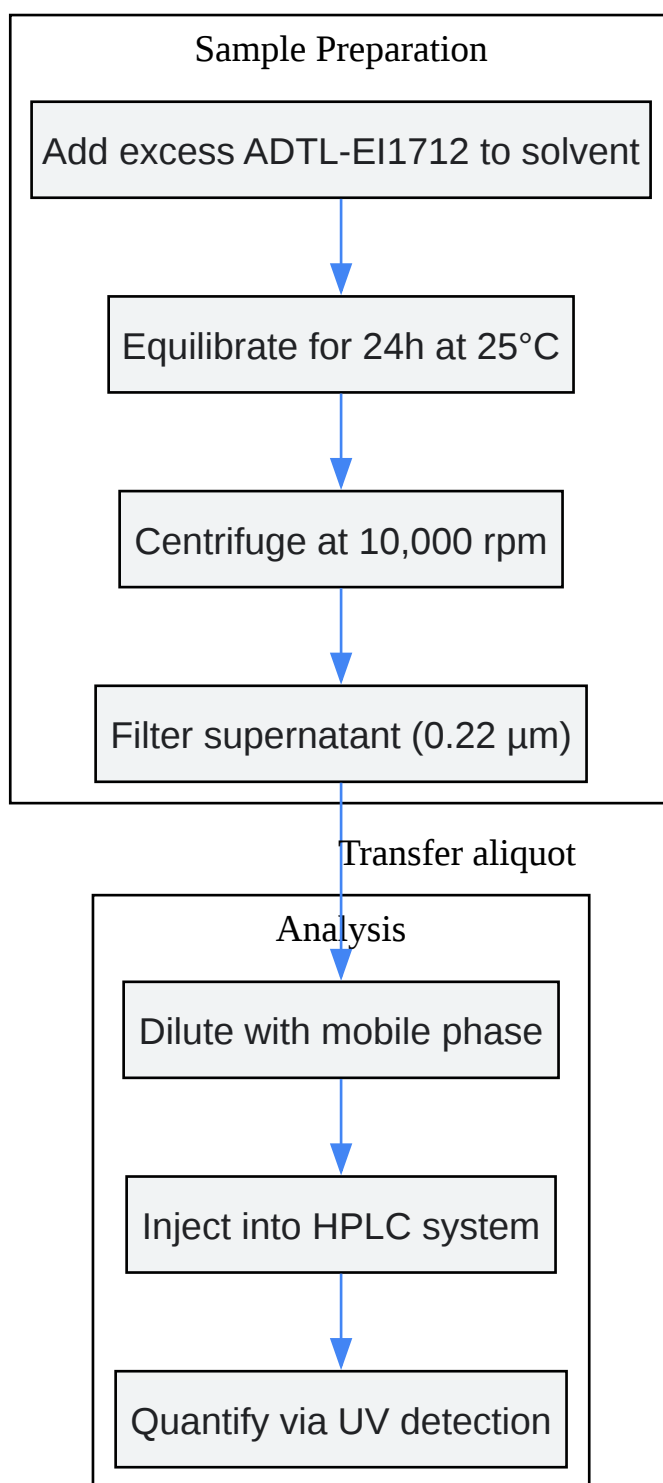 Sample Preparation
Add excess ADTL-EI1712 to solvent
Equilibrate for 24h at 25°C
Centrifuge at 10,000 rpm
Filter supernatant (0.22 µm)
Transfer aliquot
Analysis
Dilute with mobile phase
Inject into HPLC system
Quantify via UV detection